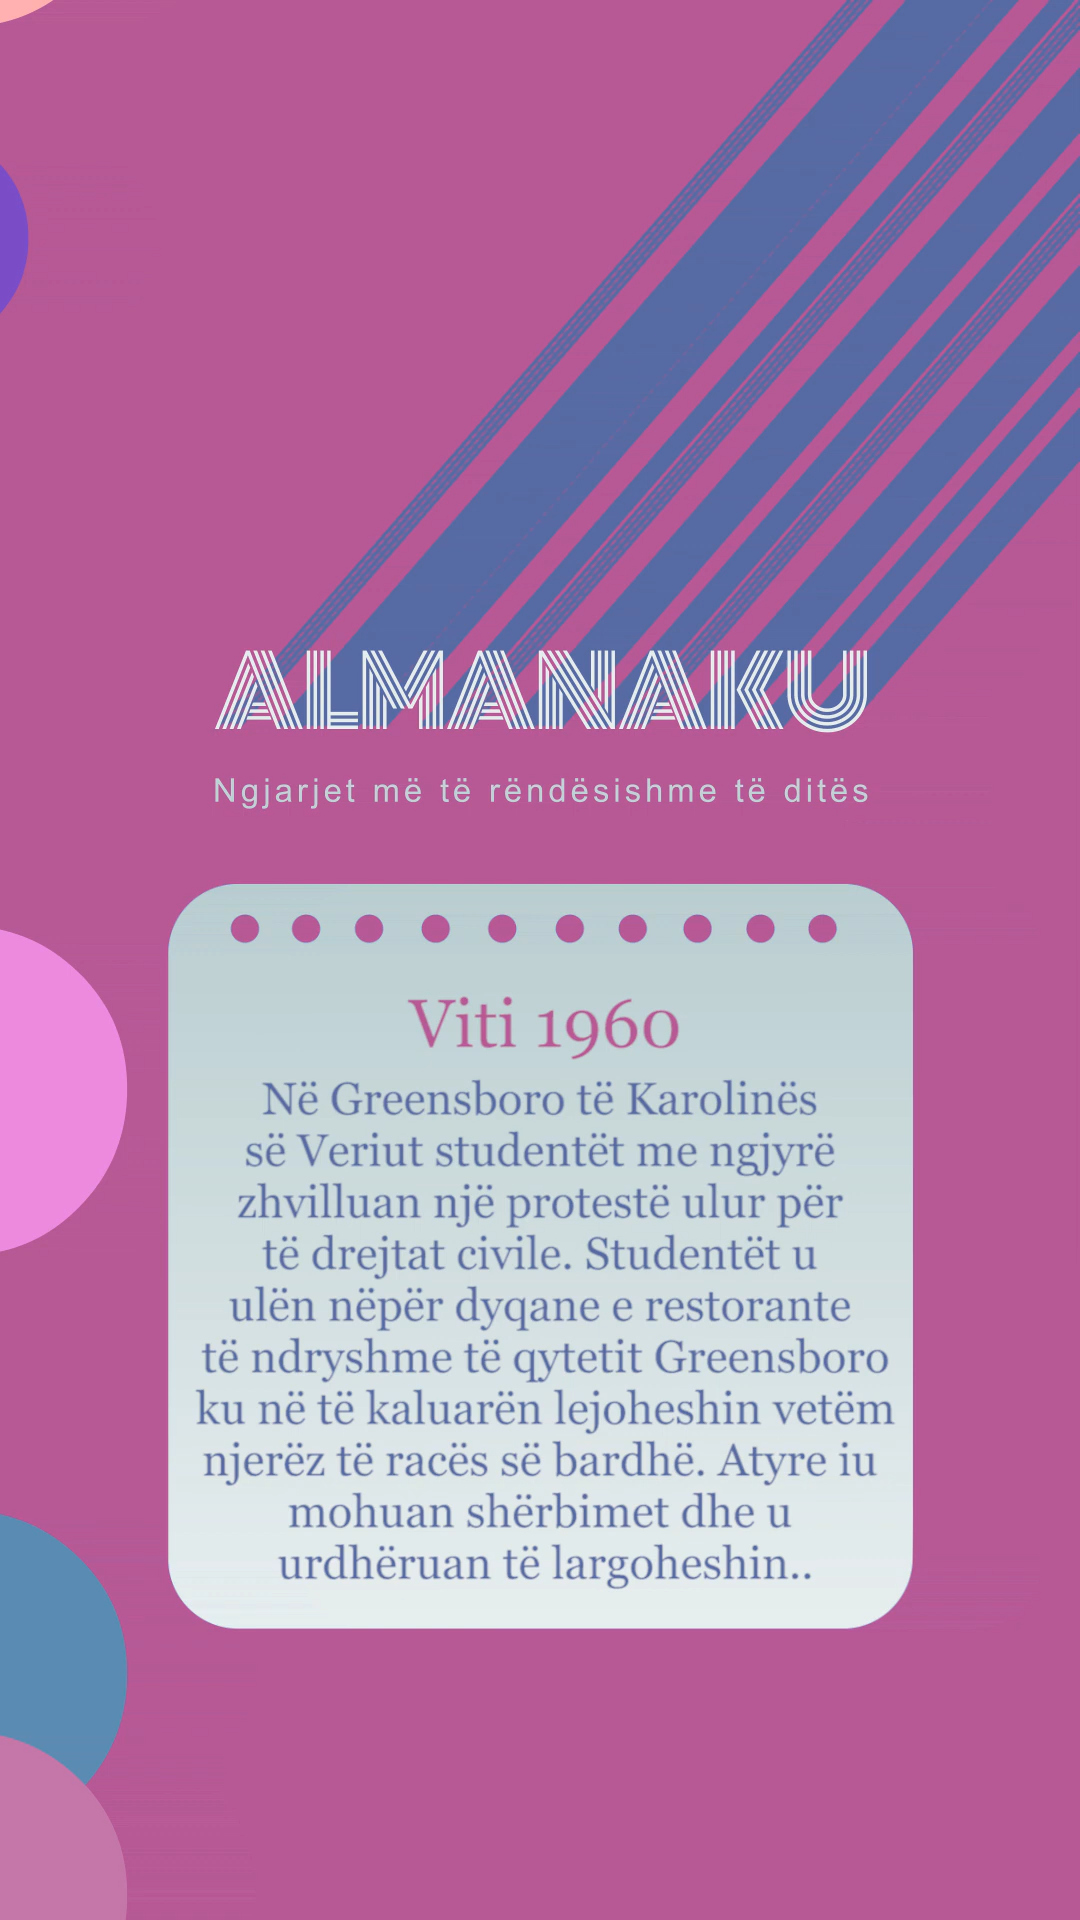 ALMANAKU
Ngjarjet më të rëndësishme të ditës
Viti 1960
Në Greensboro të Karolinës
së Veriut studentët me ngjyrë
zhvilluan një protestë ulur për
të drejtat civile. Studentët u
ulën nëpër dyqane e restorante
të ndryshme të qytetit Greensboro
ku në të kaluarën lejoheshin vetëm
njerëz të racës së bardhë. Atyre iu
mohuan shërbimet dhe u
urdhëruan të largoheshin..